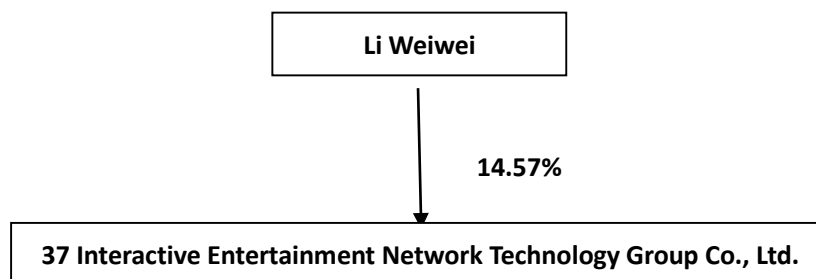 Li Weiwei
14.57%
37 Interactive Entertainment Network Technology Group Co., Ltd.